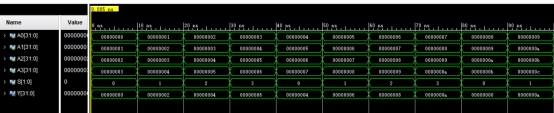 0.005 ns
Name Value 0 ns 10 ns 20 ns 30 ns 40 ns 50 ns 60 ns 70 ns 80 ns 90 ns
A0[31:0] 0000000 00000000 00000001 00000002 00000003 00000004 00000005 00000006 00000007 00000008 00000009
A1[31:0] 0000000 00000001 00000002 00000003 00000004 00000005 00000006 00000007 00000008 00000009 0000000a
A2[31:0] 0000000 00000002 00000003 00000004 00000005 00000006 00000007 00000008 00000009 0000000a 0000000b
A3[31:0] 0000000 00000003 00000004 00000005 00000006 00000007 00000008 00000009 0000000a 0000000b 0000000c
S[1:0] 0 0 1 2 3 0 1 2 3 0 1
Y[31:0] 0000000 00000000 00000002 00000004 00000006 00000004 00000006 00000008 0000000a 00000008 0000000a